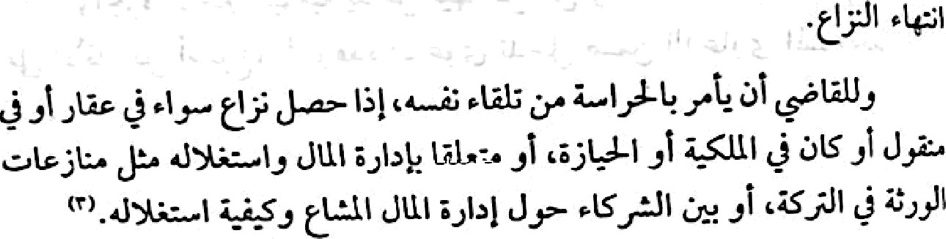 انتهاء النزاع.
وللقاضي أن يأمر بالحراسة من تلقاء نفسه، إذا حصل نزاع سواء في عقار أو في
منقول أو كان في الملكية أو الحيازة، أو متعلقا بإدارة المال واستغلاله مثل منازعات
الورثة في التركة، أو بين الشركاء حول إدارة المال المشاع وكيفية استغلاله.(٣)